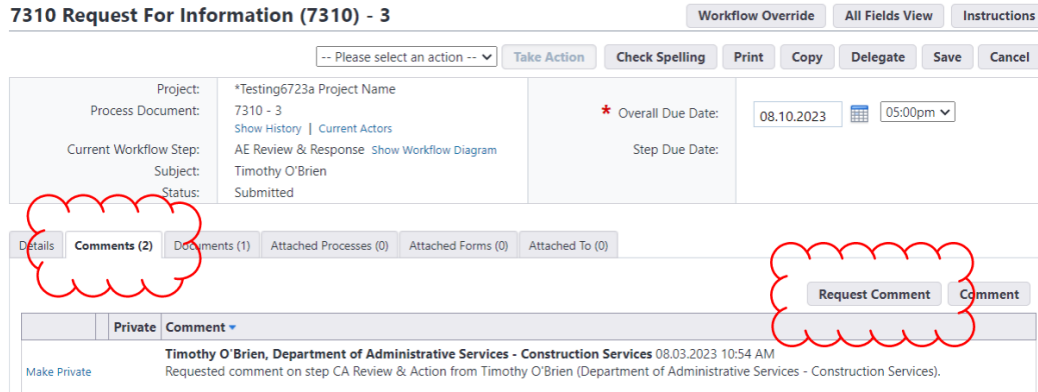 7310 Request For Information (7310) - 3
Workflow Override All Fields View Instructions
-- Please select an action -- Take Action Check Spelling Print Copy Delegate Save Cancel
Project: *Testing6723a Project Name
Process Document: 7310 - 3
* Overall Due Date: 08.10.2023 05:00pm
Show History | Current Actors
Current Workflow Step: AE Review & Response Show Workflow Diagram
Step Due Date:
Subject: Timothy O'Brien
Status: Submitted
Details Comments (2) Documents (1) Attached Processes (0) Attached Forms (0) Attached To (0)
Request Comment Comment
Private Comment
Timothy O'Brien, Department of Administrative Services - Construction Services 08.03.2023 10:54 AM
Make Private Requested comment on step CA Review & Action from Timothy O'Brien (Department of Administrative Services - Construction Services).